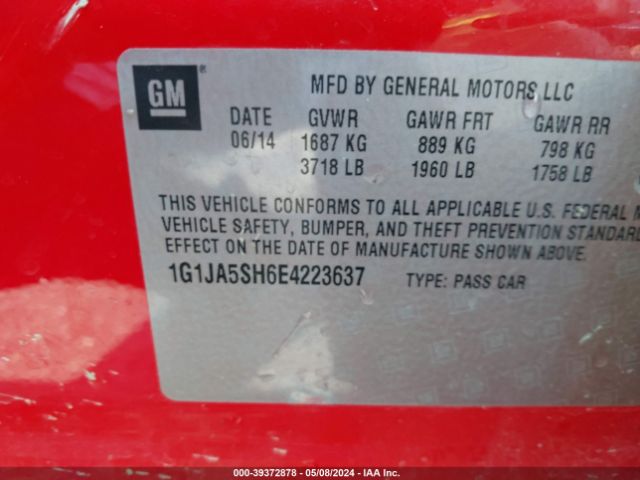 GM®
MFD BY GENERAL MOTORS LLC
DATE GVWR GAWR FRT GAWR RR
06/14 1687 KG 889 KG 798 KG
3718 LB 1960 LB 1758 LB
THIS VEHICLE CONFORMS TO ALL APPLICABLE U.S. FEDERAL M
VEHICLE SAFETY, BUMPER, AND THEFT PREVENTION STANDARD
EFFECT ON THE DATE OF MANUFACTURE SHOWN ABOVE.
1G1JA5SH6E4223637 TYPE: PASS CAR
000-39372878 - 05/08/2024 - IAA Inc.